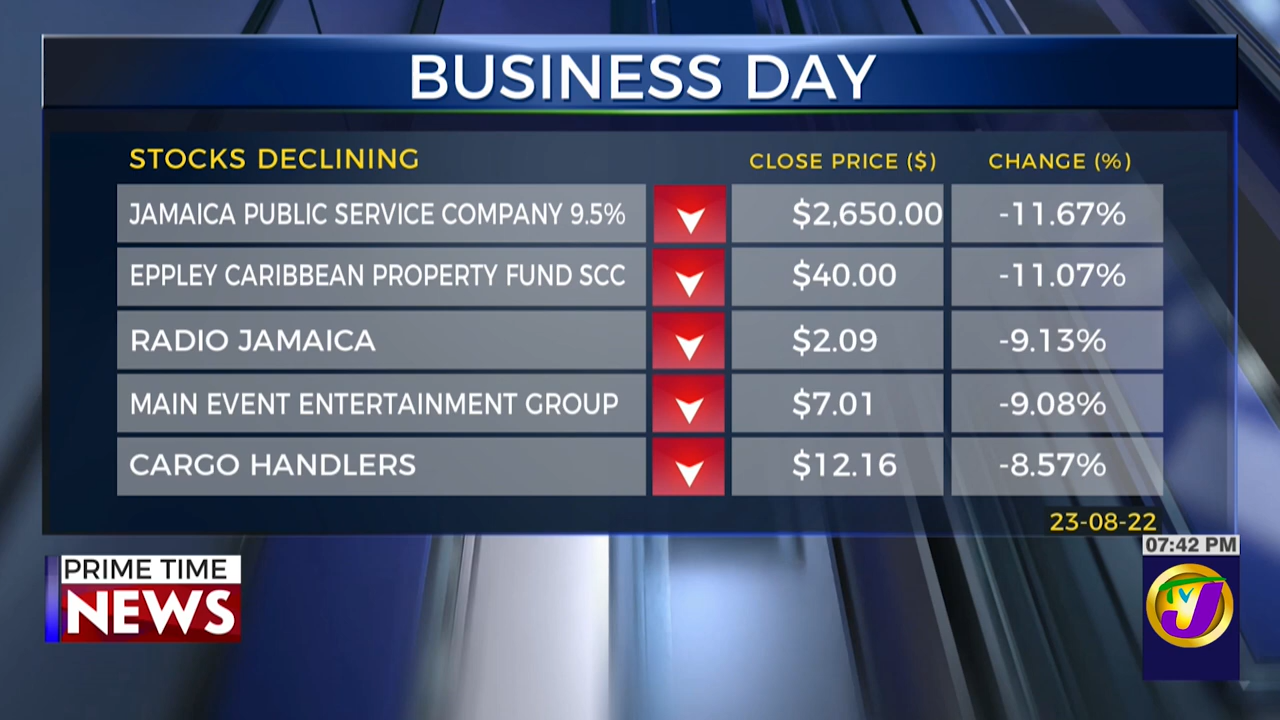 BUSINESS DAY
STOCKS DECLINING CLOSE PRICE ($) CHANGE (%)
JAMAICA PUBLIC SERVICE COMPANY 9.5% $2,650.00 -11.67%
EPPLEY CARIBBEAN PROPERTY FUND SCC $40.00 -11.07%
RADIO JAMAICA $2.09 -9.13%
MAIN EVENT ENTERTAINMENT GROUP $7.01 -9.08%
CARGO HANDLERS $12.16 -8.57%
23-08-22
07:42 PM
PRIME TIME
NEWS
TVJ